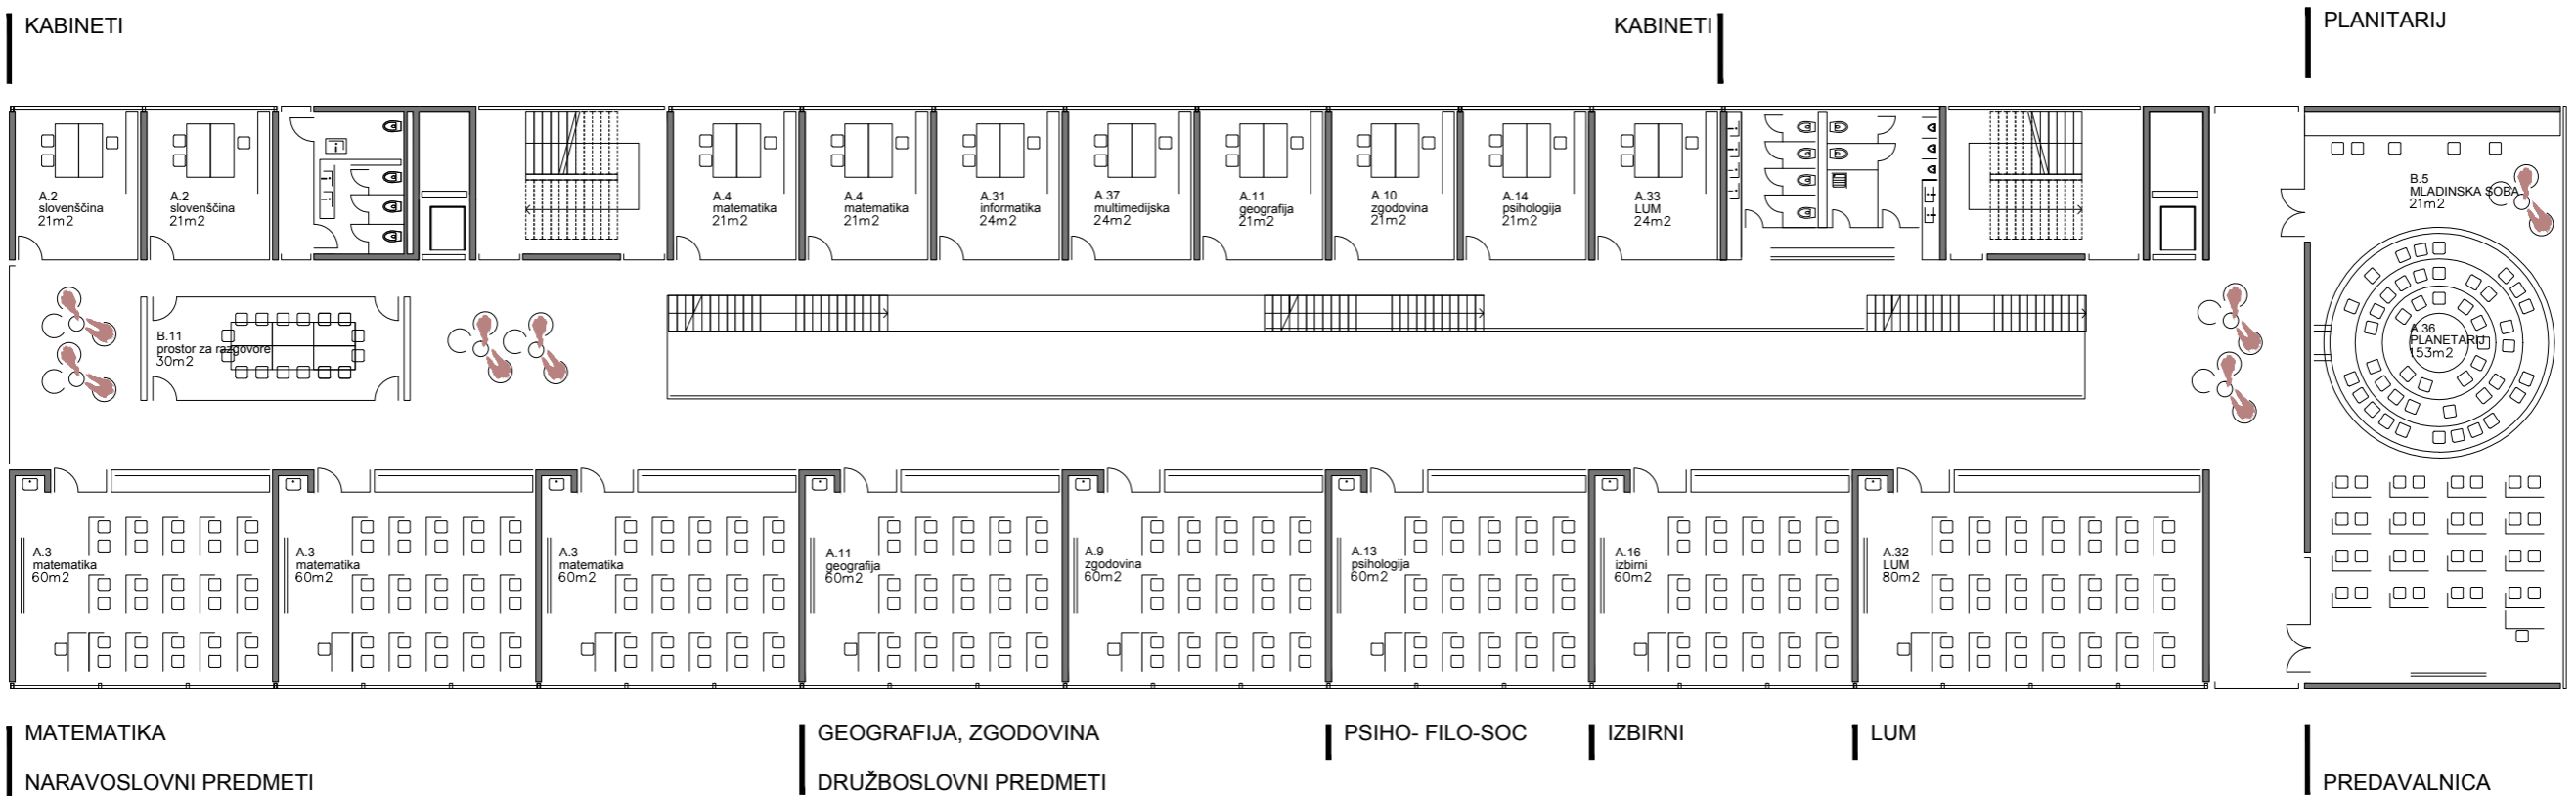 KABINETI
KABINETI
PLANITARIJ
A.2
slovenščina
21m2
A.2
slovenščina
21m2
A.4
matematika
21m2
A.4
matematika
21m2
A.31
informatika
24m2
A.37
multimedijska
24m2
A.11
geografija
21m2
A.10
zgodovina
21m2
A.14
psihologija
21m2
A.33
LUM
24m2
B.5
MLADINSKA SOBA
21m2
B.11
prostor za razgovore
30m2
A.36
PLANETARIJ
153m2
A.3
matematika
60m2
A.3
matematika
60m2
A.3
matematika
60m2
A.11
geografija
60m2
A.9
zgodovina
60m2
A.13
psihologija
60m2
A.16
izbirni
60m2
A.32
LUM
80m2
MATEMATIKA
GEOGRAFIJA, ZGODOVINA
PSIHO- FILO-SOC
IZBIRNI
LUM
NARAVOSLOVNI PREDMETI
DRUŽBOSLOVNI PREDMETI
PREDAVALNICA